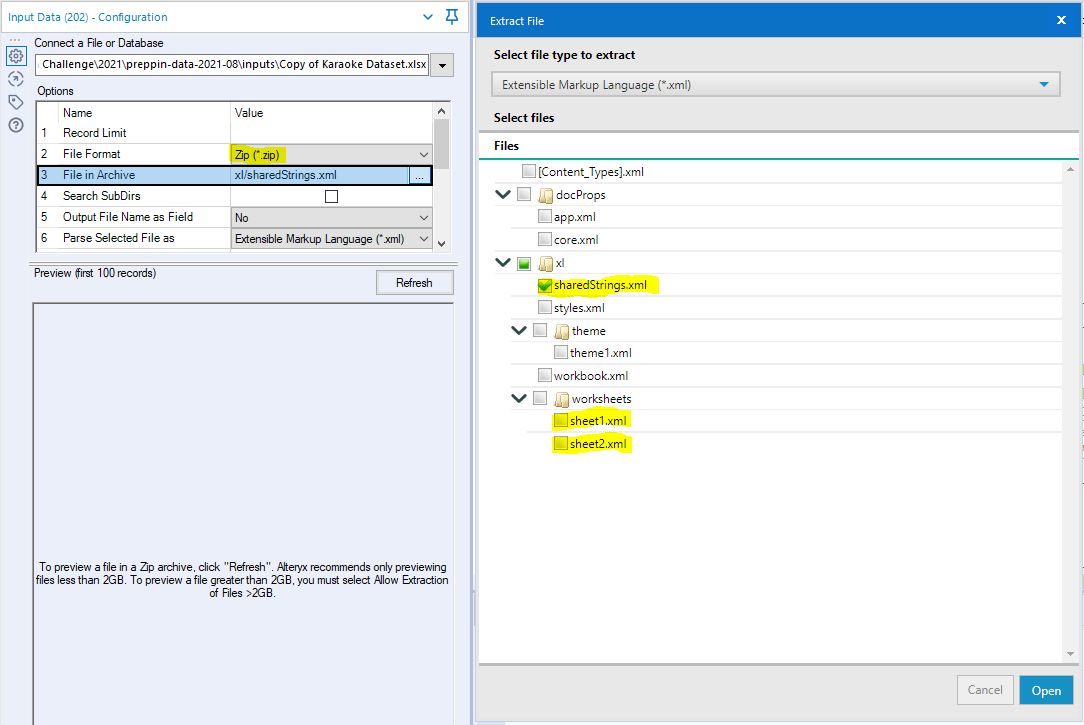 Input Data (202) - Configuration
Connect a File or Database
Challenge\2021\preppin-data-2021-08\inputs\Copy of Karaoke Dataset.xlsx
Options
Name Value
1 Record Limit
2 File Format Zip (*.zip)
3 File in Archive xl/sharedStrings.xml ...
4 Search SubDirs
5 Output File Name as Field No
6 Parse Selected File as Extensible Markup Language (*.xml)
Preview (first 100 records) Refresh
To preview a file in a Zip archive, click "Refresh". Alteryx recommends only previewing
files less than 2GB. To preview a file greater than 2GB, you must select Allow Extraction
of Files >2GB.
Extract File
Select file type to extract
Extensible Markup Language (*.xml)
Select files
Files
[Content_Types].xml
docProps
app.xml
core.xml
xl
sharedStrings.xml
styles.xml
theme
theme1.xml
workbook.xml
worksheets
sheet1.xml
sheet2.xml
Cancel Open